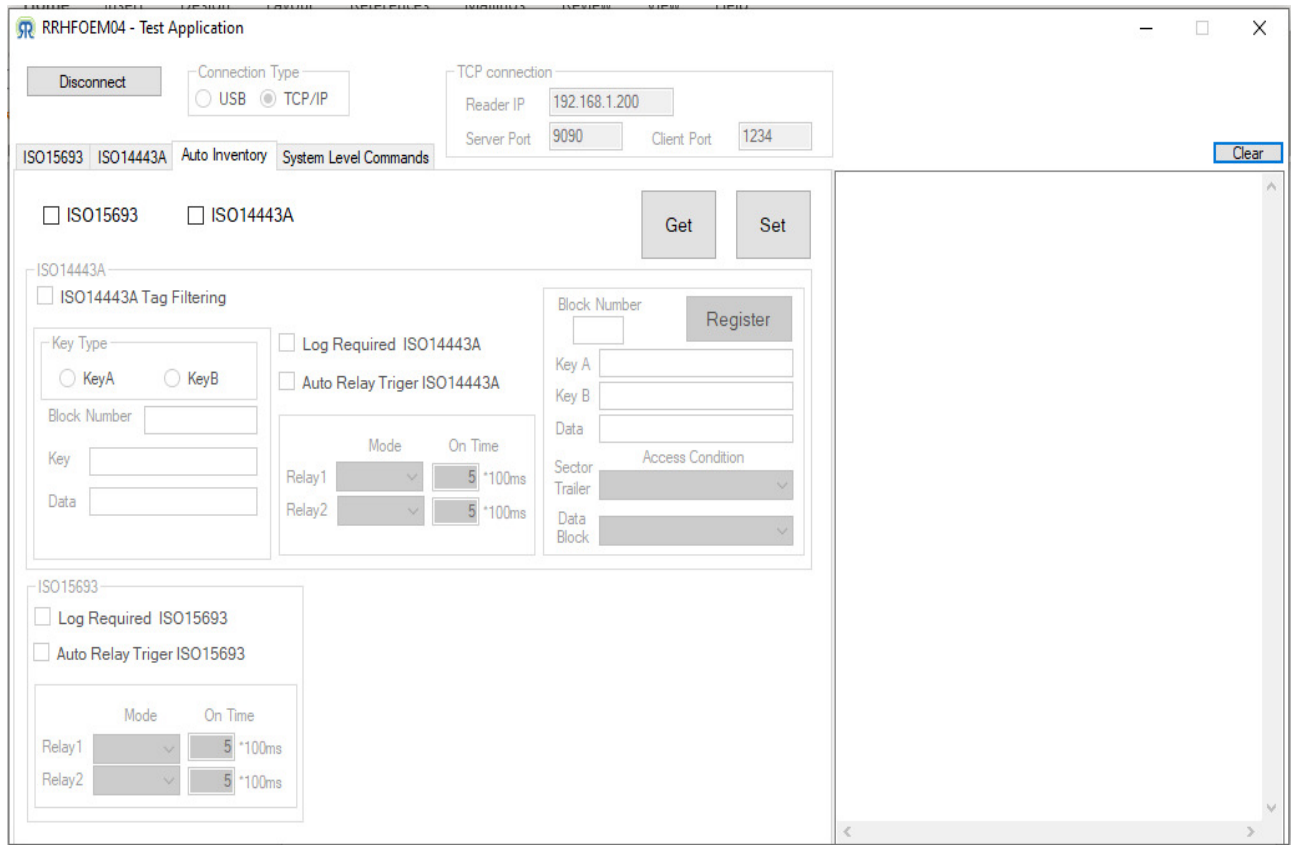 RRHFOEM04 - Test Application
Disconnect
Connection Type
USB TCP/IP
TCP connection
Reader IP 192.168.1.200
Server Port 9090 Client Port 1234
ISO15693 ISO14443A Auto Inventory System Level Commands
Clear
ISO15693 ISO14443A
Get Set
ISO14443A
ISO14443A Tag Filtering
Key Type
KeyA KeyB
Block Number
Key
Data
Log Required ISO14443A
Auto Relay Triger ISO14443A
Mode On Time
Relay1 5 *100ms
Relay2 5 *100ms
Block Number
Register
Key A
Key B
Data
Access Condition
Sector
Trailer
Data
Block
ISO15693
Log Required ISO15693
Auto Relay Triger ISO15693
Mode On Time
Relay1 5 *100ms
Relay2 5 *100ms